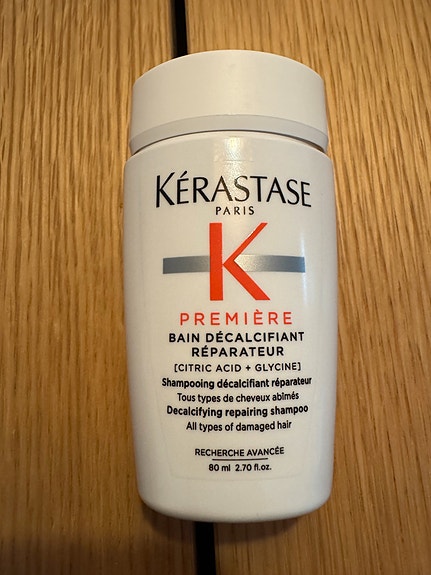 KÉRASTASE
PARIS
K
PREMIÈRE
BAIN DÉCALCIFIANT
RÉPARATEUR
[CITRIC ACID + GLYCINE]
Shampooing décalcifiant réparateur
Tous types de cheveux abîmés
Decalcifying repairing shampoo
All types of damaged hair
RECHERCHE AVANCÉE
80 ml 2.70 fl.oz.